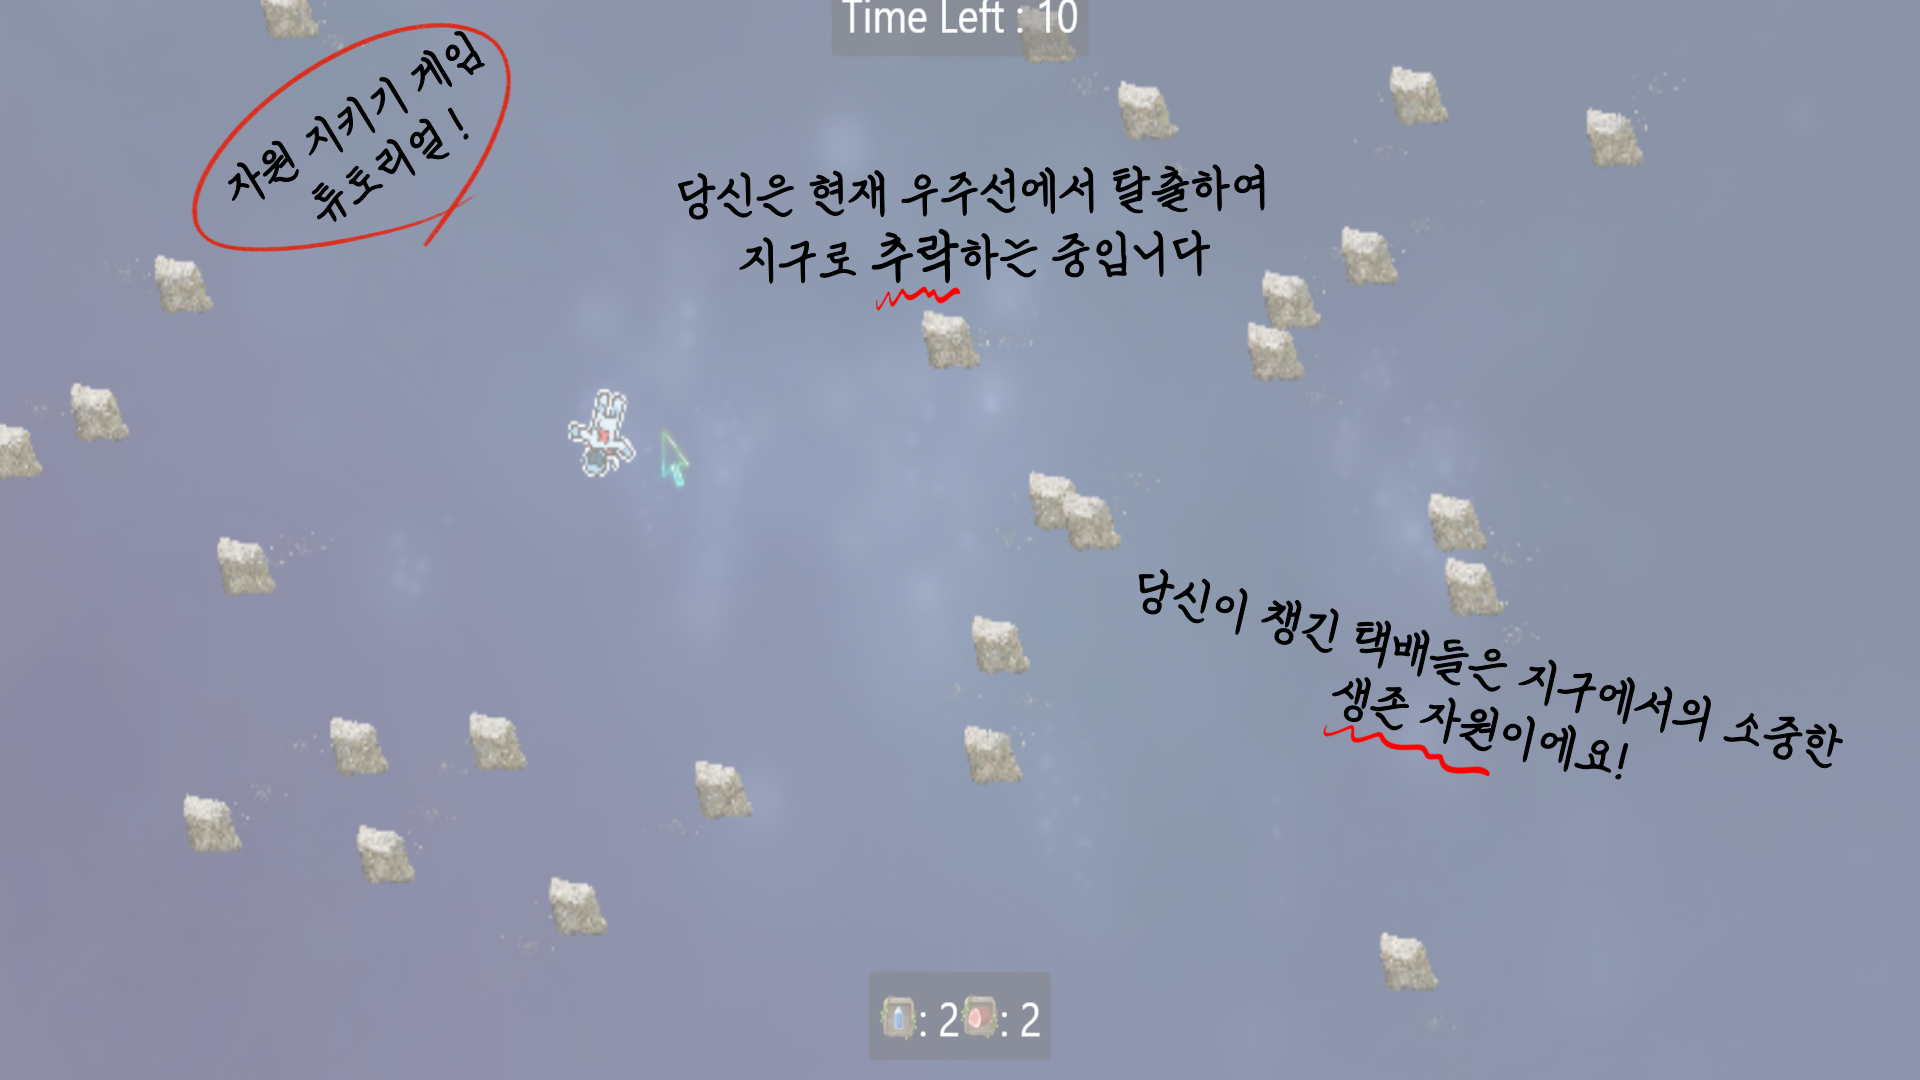 Time Left : 10
자원 지키기 게임
튜토리얼 !
당신은 현재 우주선에서 탈출하여
지구로 추락하는 중입니다
당신이 챙긴 택배들은 지구에서의 소중한
생존 자원이에요!
: 2 : 2